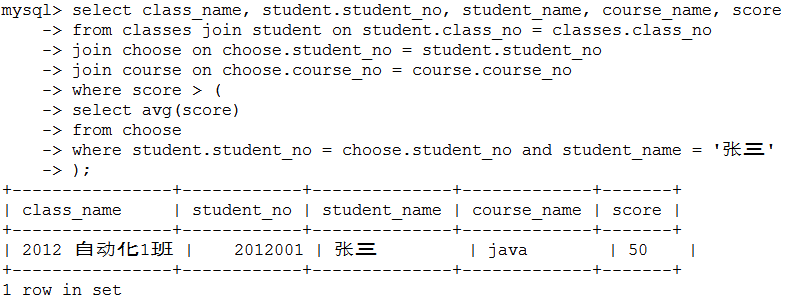 mysql> select class_name, student.student_no, student_name, course_name, score
    -> from classes join student on student.class_no = classes.class_no
    -> join choose on choose.student_no = student.student_no
    -> join course on choose.course_no = course.course_no
    -> where score > (
    -> select avg(score)
    -> from choose
    -> where student.student_no = choose.student_no and student_name = '张三'
    -> );
+----------------+------------+--------------+-------------+-------+
| class_name     | student_no | student_name | course_name | score |
+----------------+------------+--------------+-------------+-------+
| 2012 自动化1班 |    2012001 | 张三         | java        | 50    |
+----------------+------------+--------------+-------------+-------+
1 row in set